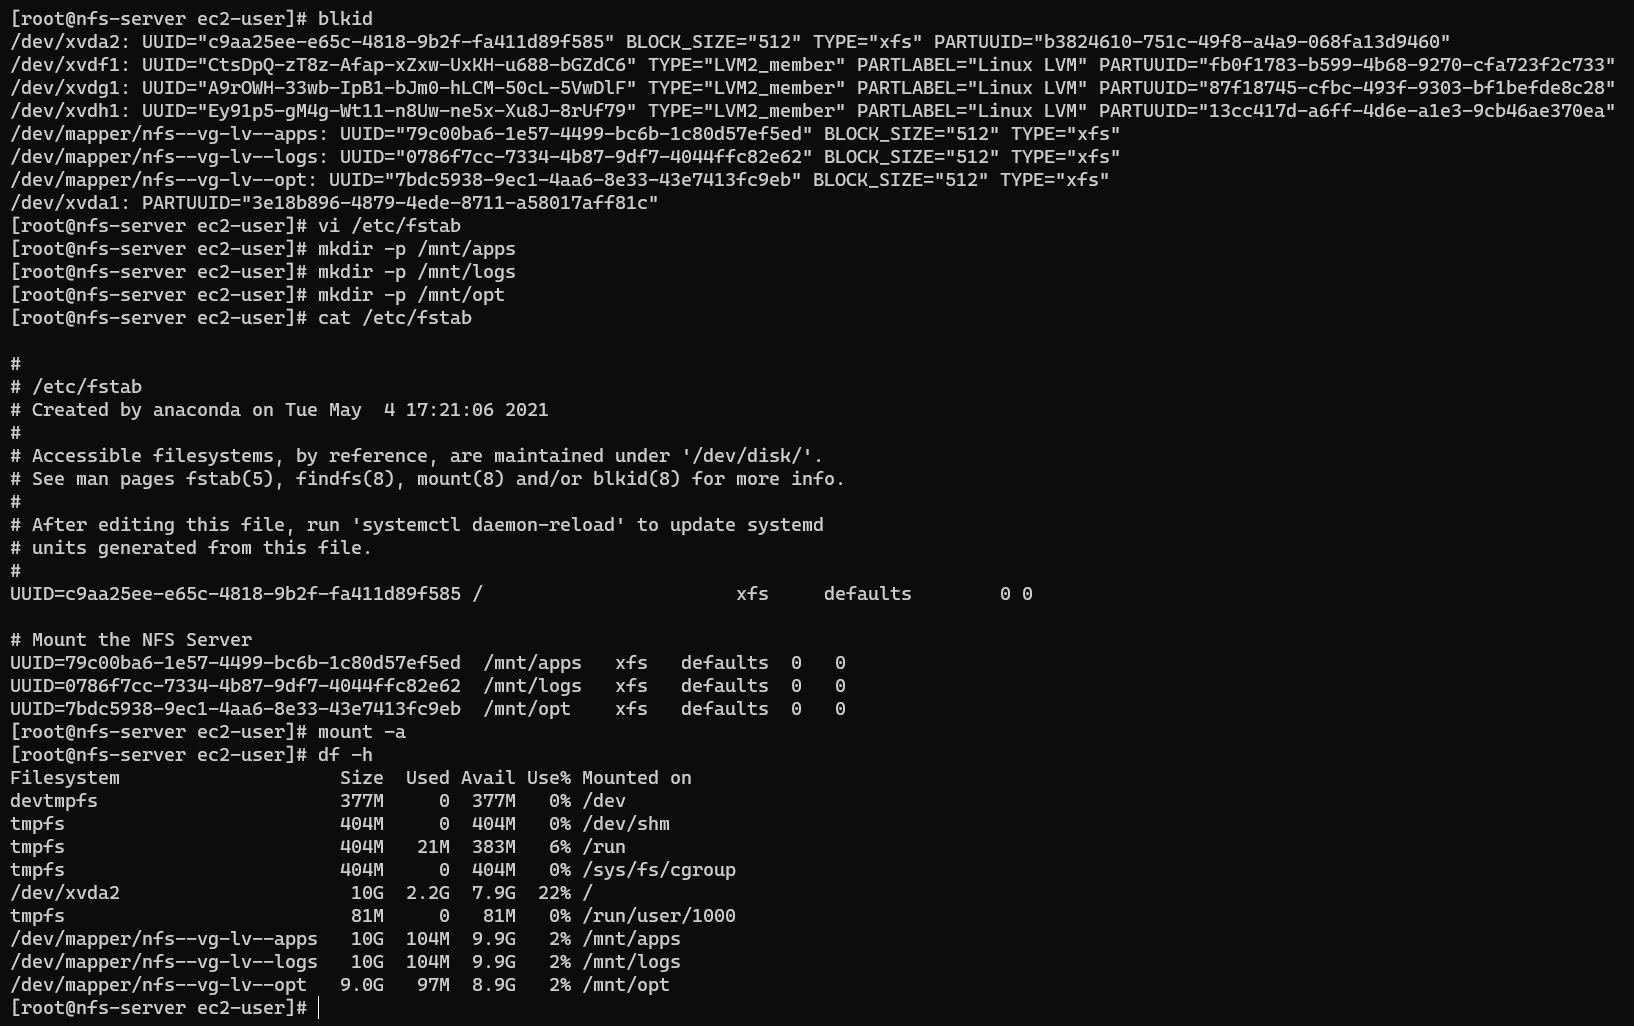 [root@nfs-server ec2-user]# blkid
/dev/xvda2: UUID="c9aa25ee-e65c-4818-9b2f-fa411d89f585" BLOCK_SIZE="512" TYPE="xfs" PARTUUID="b3824610-751c-49f8-a4a9-068fa13d9460"
/dev/xvdf1: UUID="CtsDpQ-zT8z-Afap-xZxw-UxKH-u688-bGZdC6" TYPE="LVM2_member" PARTLABEL="Linux LVM" PARTUUID="fb0f1783-b599-4b68-9270-cfa723f2c733"
/dev/xvdg1: UUID="A9rOWH-33wb-IpB1-bJm0-hLCM-50cL-5VwDlF" TYPE="LVM2_member" PARTLABEL="Linux LVM" PARTUUID="87f18745-cfbc-493f-9303-bf1befde8c28"
/dev/xvdh1: UUID="Ey91p5-gM4g-Wt11-n8Uw-ne5x-Xu8J-8rUf79" TYPE="LVM2_member" PARTLABEL="Linux LVM" PARTUUID="13cc417d-a6ff-4d6e-a1e3-9cb46ae370ea"
/dev/mapper/nfs--vg-lv--apps: UUID="79c00ba6-1e57-4499-bc6b-1c80d57ef5ed" BLOCK_SIZE="512" TYPE="xfs"
/dev/mapper/nfs--vg-lv--logs: UUID="0786f7cc-7334-4b87-9df7-4044ffc82e62" BLOCK_SIZE="512" TYPE="xfs"
/dev/mapper/nfs--vg-lv--opt: UUID="7bdc5938-9ec1-4aa6-8e33-43e7413fc9eb" BLOCK_SIZE="512" TYPE="xfs"
/dev/xvda1: PARTUUID="3e18b896-4879-4ede-8711-a58017aff81c"
[root@nfs-server ec2-user]# vi /etc/fstab
[root@nfs-server ec2-user]# mkdir -p /mnt/apps
[root@nfs-server ec2-user]# mkdir -p /mnt/logs
[root@nfs-server ec2-user]# mkdir -p /mnt/opt
[root@nfs-server ec2-user]# cat /etc/fstab

#
# /etc/fstab
# Created by anaconda on Tue May  4 17:21:06 2021
#
# Accessible filesystems, by reference, are maintained under '/dev/disk/'.
# See man pages fstab(5), findfs(8), mount(8) and/or blkid(8) for more info.
#
# After editing this file, run 'systemctl daemon-reload' to update systemd
# units generated from this file.
#
UUID=c9aa25ee-e65c-4818-9b2f-fa411d89f585 /                       xfs     defaults        0 0

# Mount the NFS Server
UUID=79c00ba6-1e57-4499-bc6b-1c80d57ef5ed  /mnt/apps   xfs   defaults  0   0
UUID=0786f7cc-7334-4b87-9df7-4044ffc82e62  /mnt/logs   xfs   defaults  0   0
UUID=7bdc5938-9ec1-4aa6-8e33-43e7413fc9eb  /mnt/opt    xfs   defaults  0   0
[root@nfs-server ec2-user]# mount -a
[root@nfs-server ec2-user]# df -h
Filesystem                    Size  Used Avail Use% Mounted on
devtmpfs                      377M     0  377M   0% /dev
tmpfs                         404M     0  404M   0% /dev/shm
tmpfs                         404M   21M  383M   6% /run
tmpfs                         404M     0  404M   0% /sys/fs/cgroup
/dev/xvda2                     10G  2.2G  7.9G  22% /
tmpfs                          81M     0   81M   0% /run/user/1000
/dev/mapper/nfs--vg-lv--apps   10G  104M  9.9G   2% /mnt/apps
/dev/mapper/nfs--vg-lv--logs   10G  104M  9.9G   2% /mnt/logs
/dev/mapper/nfs--vg-lv--opt   9.0G   97M  8.9G   2% /mnt/opt
[root@nfs-server ec2-user]#